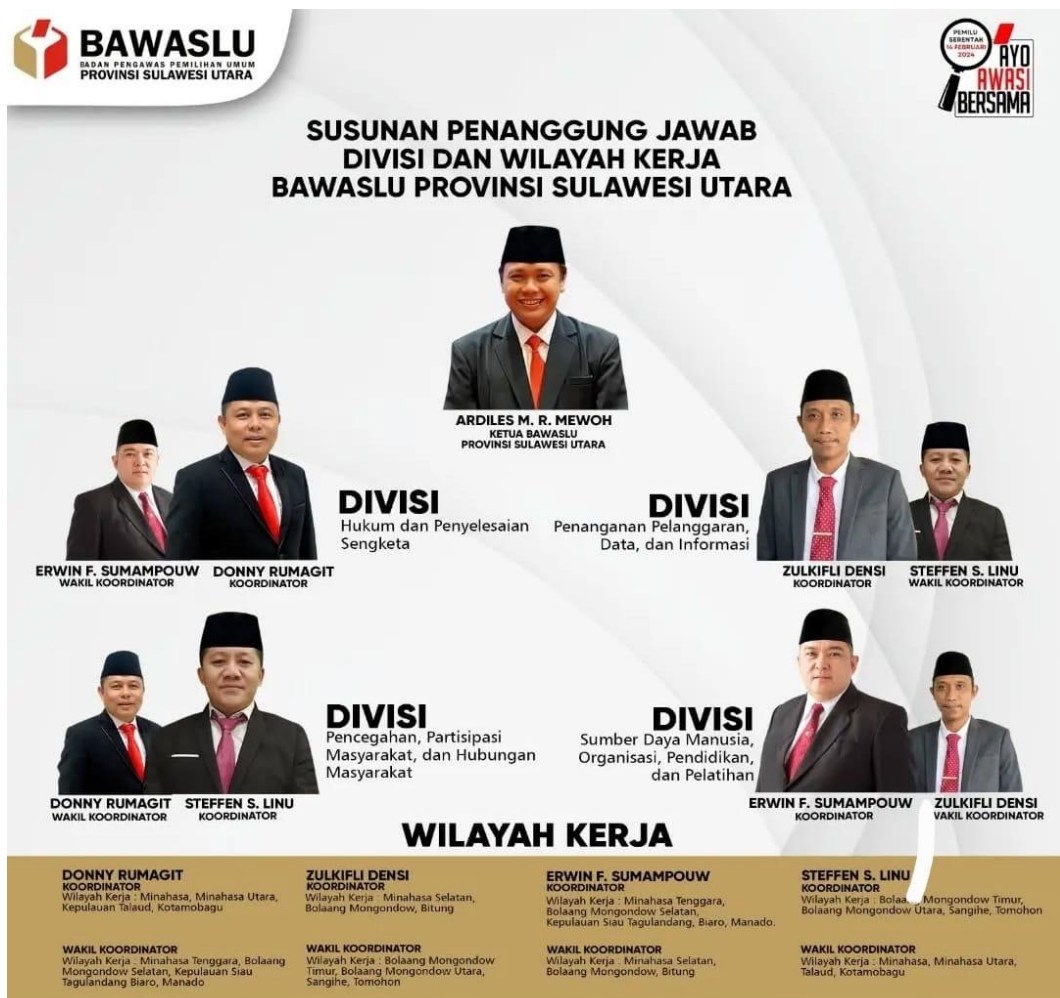 BAWASLU
BADAN PENGAWAS PEMILIHAN UMUM
PROVINSI SULAWESI UTARA
PEMILU
SERENTAK
14 FEBRUARI
2024
AYO
AWASI
BERSAMA
SUSUNAN PENANGGUNG JAWAB
DIVISI DAN WILAYAH KERJA
BAWASLU PROVINSI SULAWESI UTARA
ARDILES M. R. MEWOH
KETUA BAWASLU
PROVINSI SULAWESI UTARA
DIVISI
Hukum dan Penyelesaian
Sengketa
ERWIN F. SUMAMPOUW
WAKIL KOORDINATOR
DONNY RUMAGIT
KOORDINATOR
DIVISI
Penanganan Pelanggaran,
Data, dan Informasi
ZULKIFLI DENSI
KOORDINATOR
STEFFEN S. LINU
WAKIL KOORDINATOR
DIVISI
Pencegahan, Partisipasi
Masyarakat, dan Hubungan
Masyarakat
DONNY RUMAGIT
WAKIL KOORDINATOR
STEFFEN S. LINU
KOORDINATOR
DIVISI
Sumber Daya Manusia,
Organisasi, Pendidikan,
dan Pelatihan
ERWIN F. SUMAMPOUW
KOORDINATOR
ZULKIFLI DENSI
WAKIL KOORDINATOR
WILAYAH KERJA
DONNY RUMAGIT
KOORDINATOR
Wilayah Kerja : Minahasa, Minahasa Utara,
Kepulauan Talaud, Kotamobagu
WAKIL KOORDINATOR
Wilayah Kerja : Minahasa Tenggara, Bolaang
Mongondow Selatan, Kepulauan Siau
Tagulandang Biaro, Manado
ZULKIFLI DENSI
KOORDINATOR
Wilayah Kerja : Minahasa Selatan,
Bolaang Mongondow, Bitung
WAKIL KOORDINATOR
Wilayah Kerja : Bolaang Mongondow
Timur, Bolaang Mongondow Utara,
Sangihe, Tomohon
ERWIN F. SUMAMPOUW
KOORDINATOR
Wilayah Kerja : Minahasa Tenggara,
Bolaang Mongondow Selatan,
Kepulauan Siau Tagulandang, Biaro, Manado.
WAKIL KOORDINATOR
Wilayah Kerja : Minahasa Selatan,
Bolaang Mongondow, Bitung
STEFFEN S. LINU
KOORDINATOR
Wilayah Kerja : Bolaang Mongondow Timur,
Bolaang Mongondow Utara, Sangihe, Tomohon
WAKIL KOORDINATOR
Wilayah Kerja : Minahasa, Minahasa Utara,
Talaud, Kotamobagu